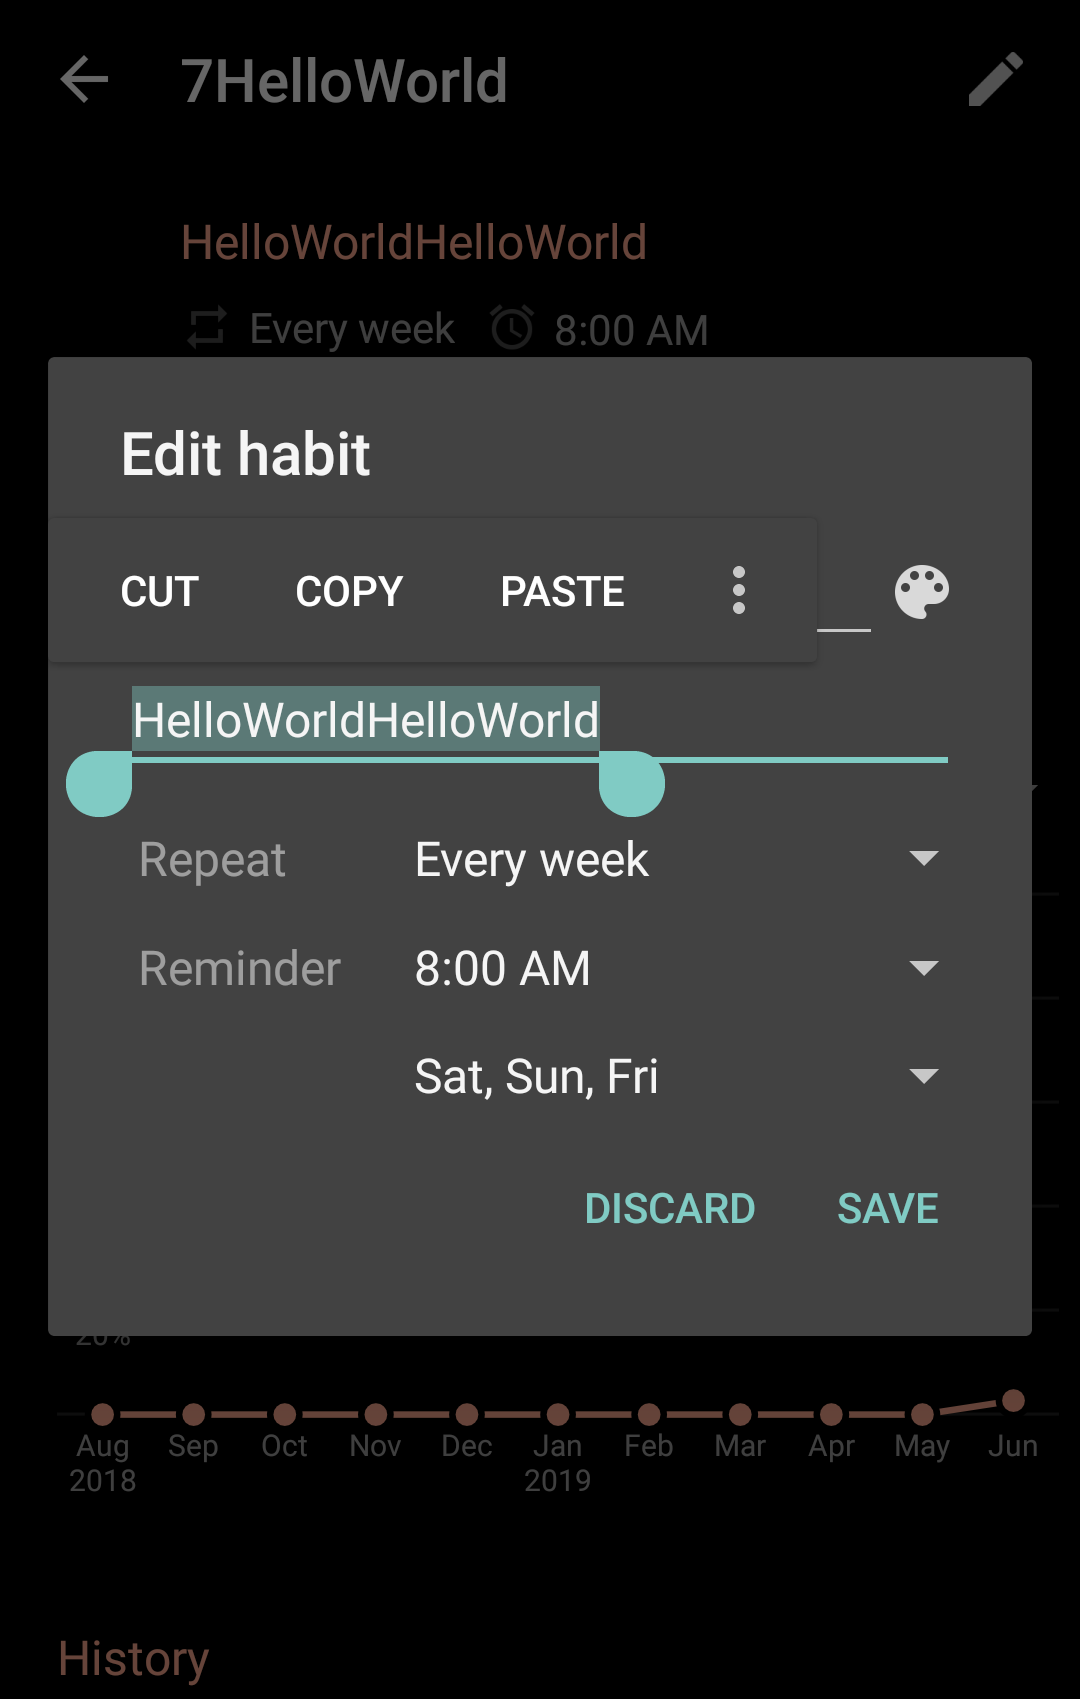 7HelloWorld
HelloWorldHelloWorld
Every week 8:00 AM
Edit habit
CUT COPY PASTE
HelloWorldHelloWorld
Repeat Every week
Reminder 8:00 AM
Sat, Sun, Fri
DISCARD SAVE
20%
Aug Sep Oct Nov Dec Jan Feb Mar Apr May Jun
2018 2019
History